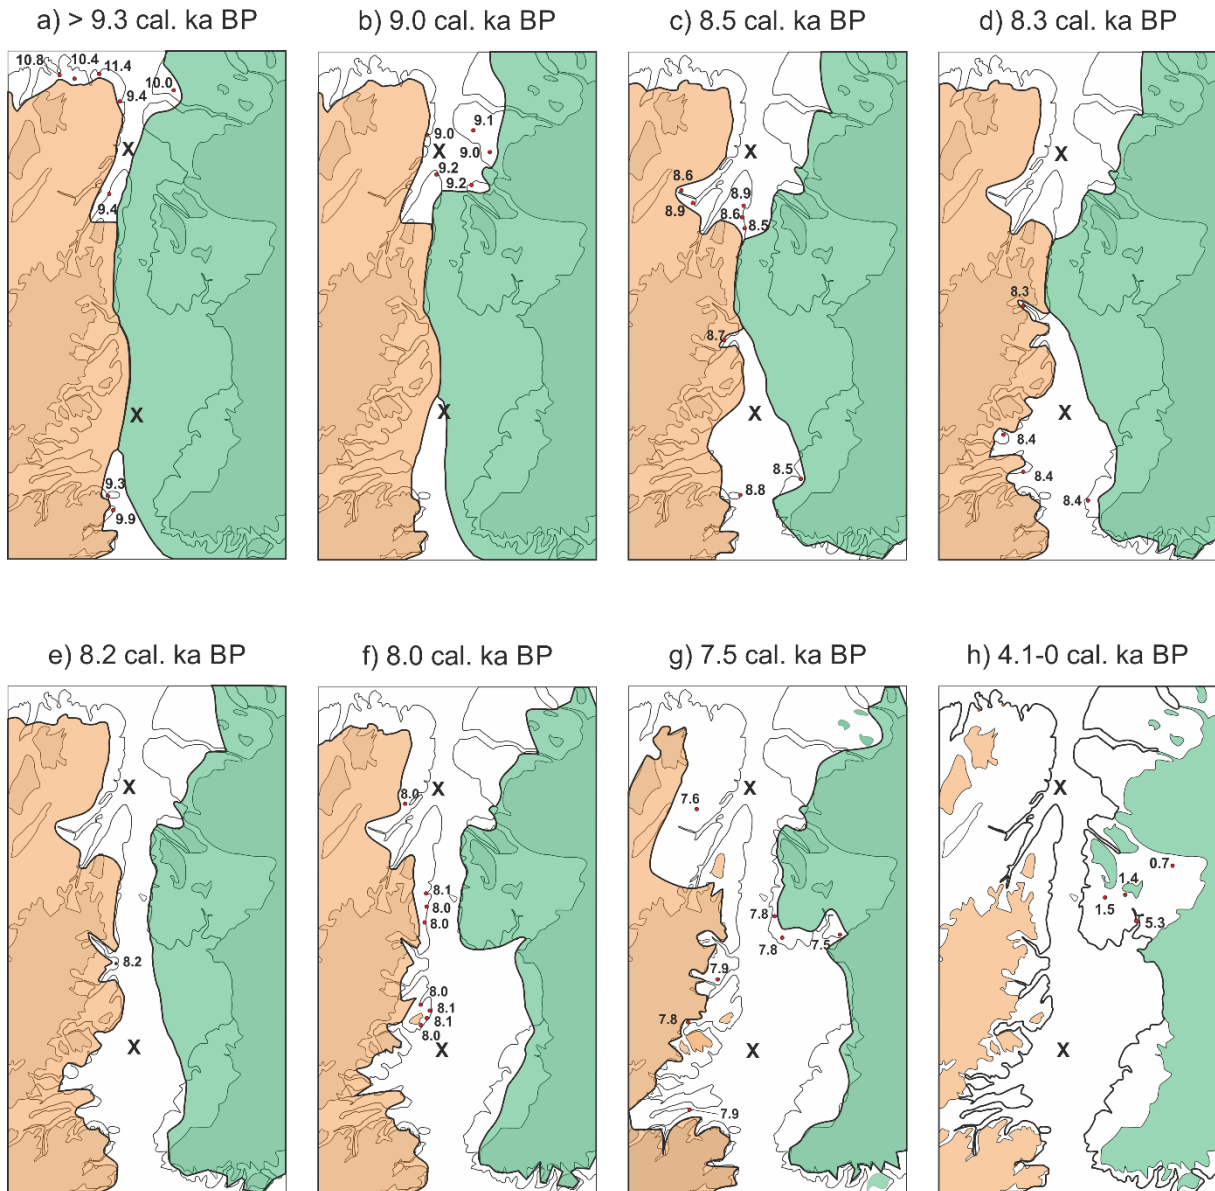 a) > 9.3 cal. ka BP
b) 9.0 cal. ka BP
c) 8.5 cal. ka BP
d) 8.3 cal. ka BP
10.8
10.4
11.4
10.0
9.4
X
9.4
X
9.3
9.9
9.1
9.0
X
9.0
9.2
9.2
X
X
8.6
8.9
8.9
8.6
8.5
8.7
X
8.5
8.8
X
8.3
X
8.4
8.4
8.4
e) 8.2 cal. ka BP
f) 8.0 cal. ka BP
g) 7.5 cal. ka BP
h) 4.1-0 cal. ka BP
X
8.2
X
X
8.0
8.1
8.0
8.0
8.0
8.1
8.1
8.0
X
X
7.6
7.8
7.8
7.5
7.9
7.8
X
7.9
X
0.7
1.4
1.5
5.3
X